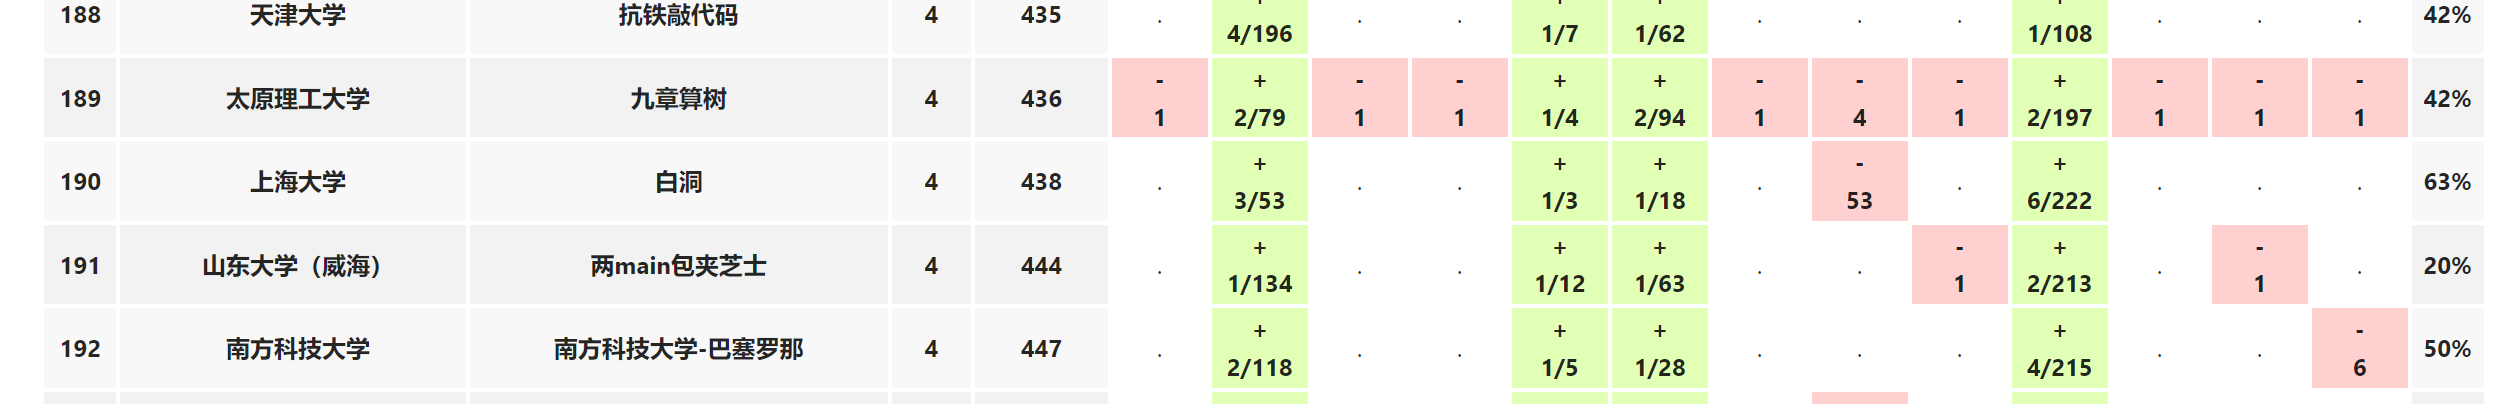 188 天津大学 抗铁敲代码 4 435 . + 4/196 . . + 1/7 + 1/62 . . . + 1/108 . . . 42%
189 太原理工大学 九章算树 4 436 - 1 + 2/79 - 1 - 1 + 1/4 + 2/94 - 1 - 4 - 1 + 2/197 - 1 - 1 - 1 42%
190 上海大学 白洞 4 438 . + 3/53 . . + 1/3 + 1/18 . - 53 . + 6/222 . . . 63%
191 山东大学（威海） 两main包夹芝士 4 444 . + 1/134 . . + 1/12 + 1/63 . . - 1 + 2/213 . - 1 . 20%
192 南方科技大学 南方科技大学-巴塞罗那 4 447 . + 2/118 . . + 1/5 + 1/28 . . . + 4/215 . . - 6 50%